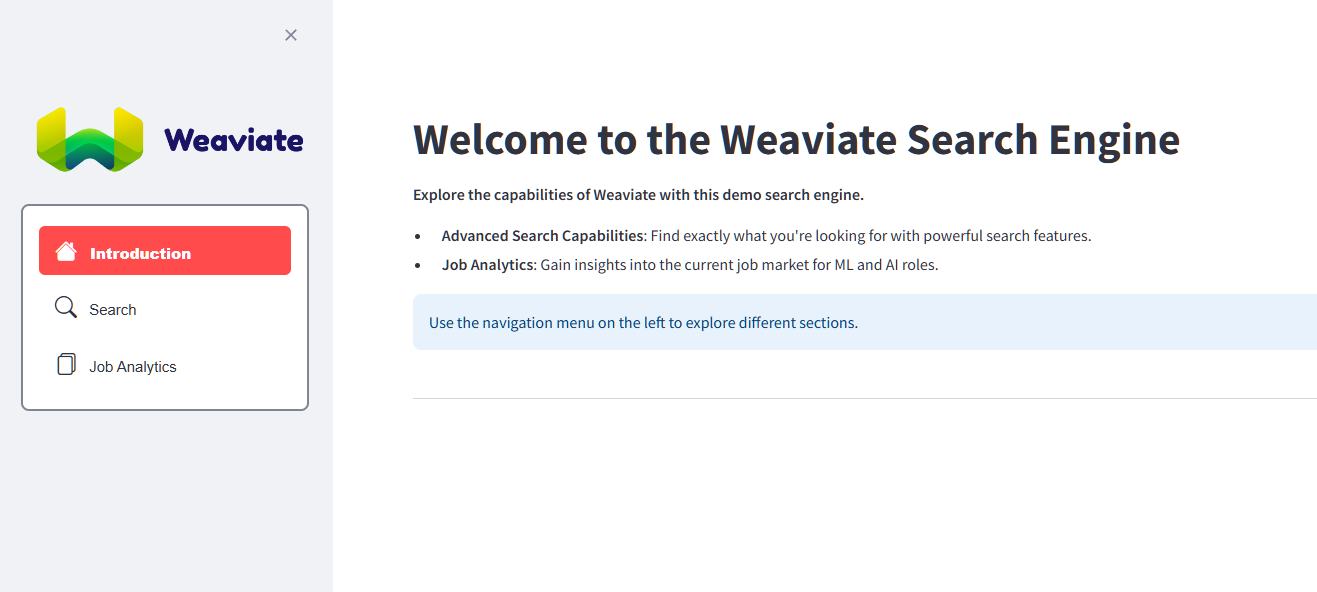 Weaviate
Introduction
Search
Job Analytics
Welcome to the Weaviate Search Engine
Explore the capabilities of Weaviate with this demo search engine.
• Advanced Search Capabilities: Find exactly what you're looking for with powerful search features.
• Job Analytics: Gain insights into the current job market for ML and AI roles.
Use the navigation menu on the left to explore different sections.